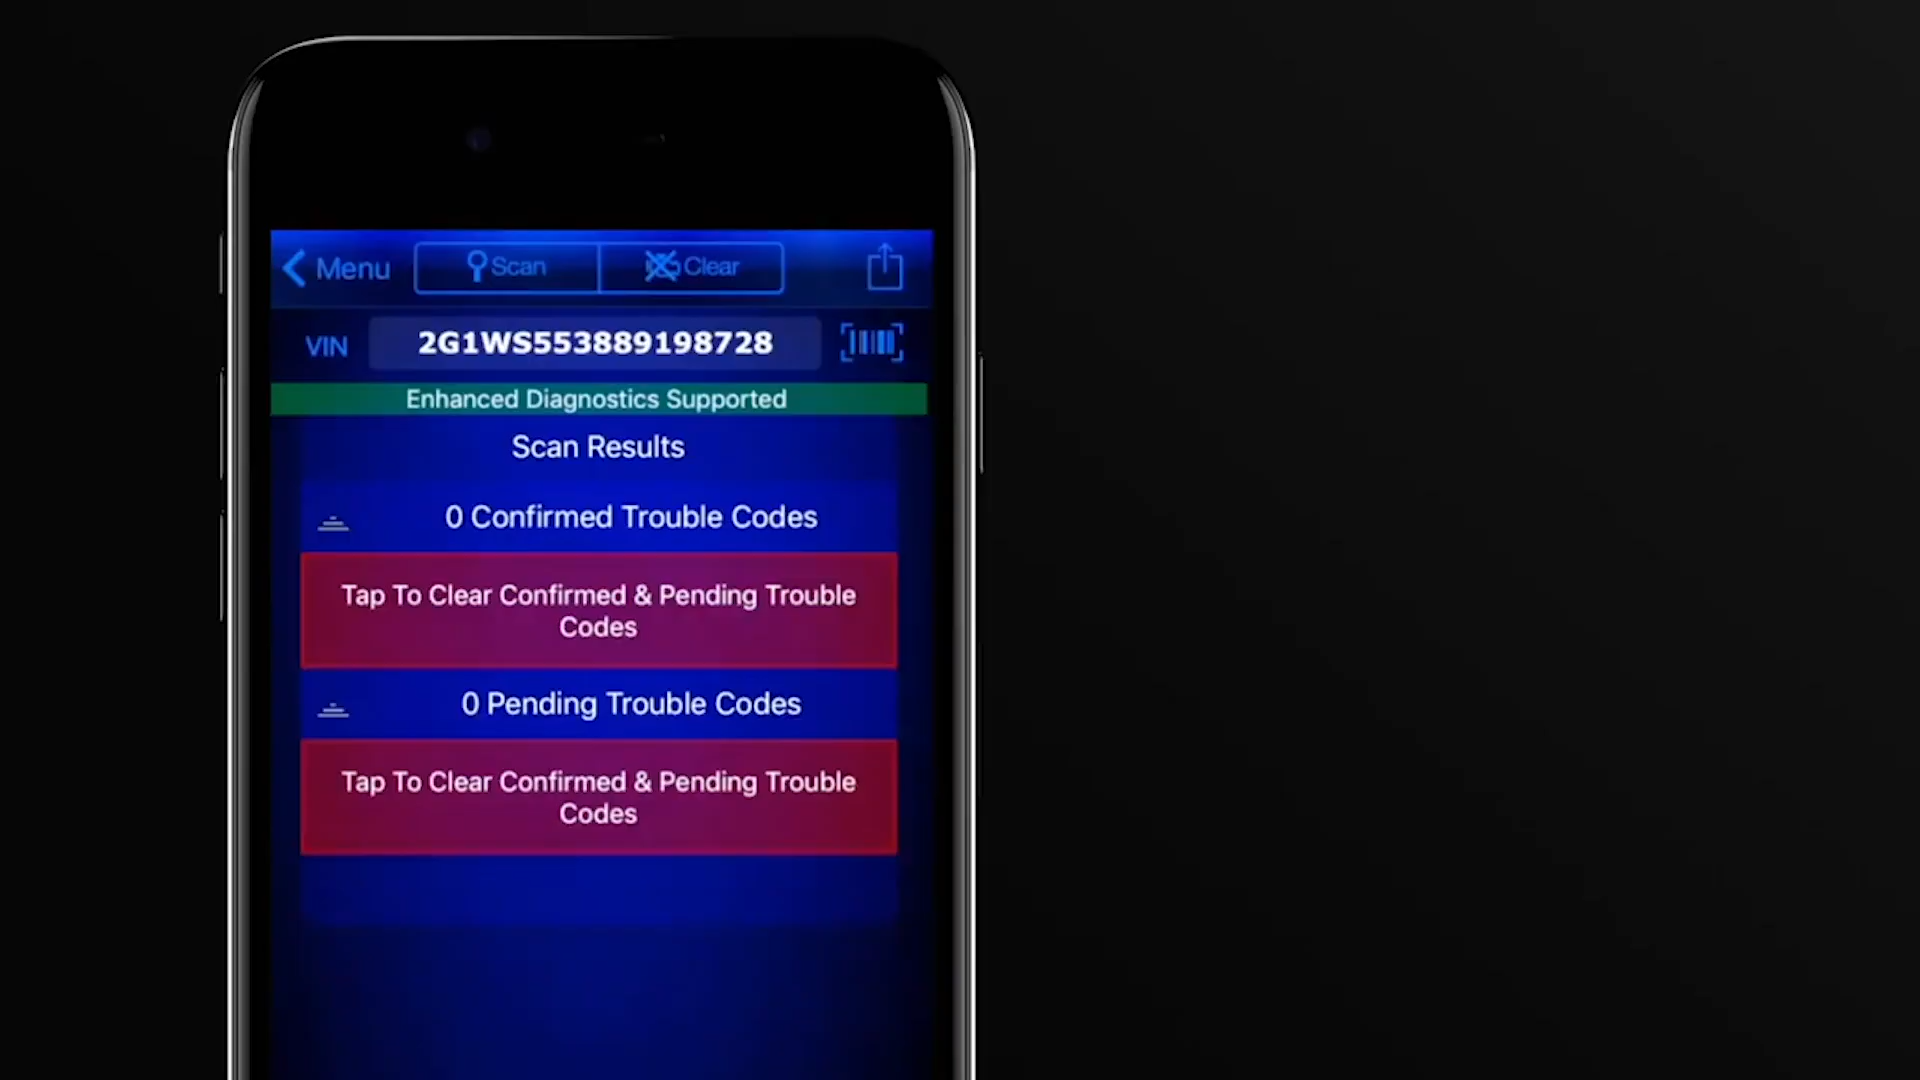 Menu
Scan
Clear
VIN
2G1WS553889198728
Enhanced Diagnostics Supported
Scan Results
0 Confirmed Trouble Codes
Tap To Clear Confirmed & Pending Trouble
Codes
0 Pending Trouble Codes
Tap To Clear Confirmed & Pending Trouble
Codes